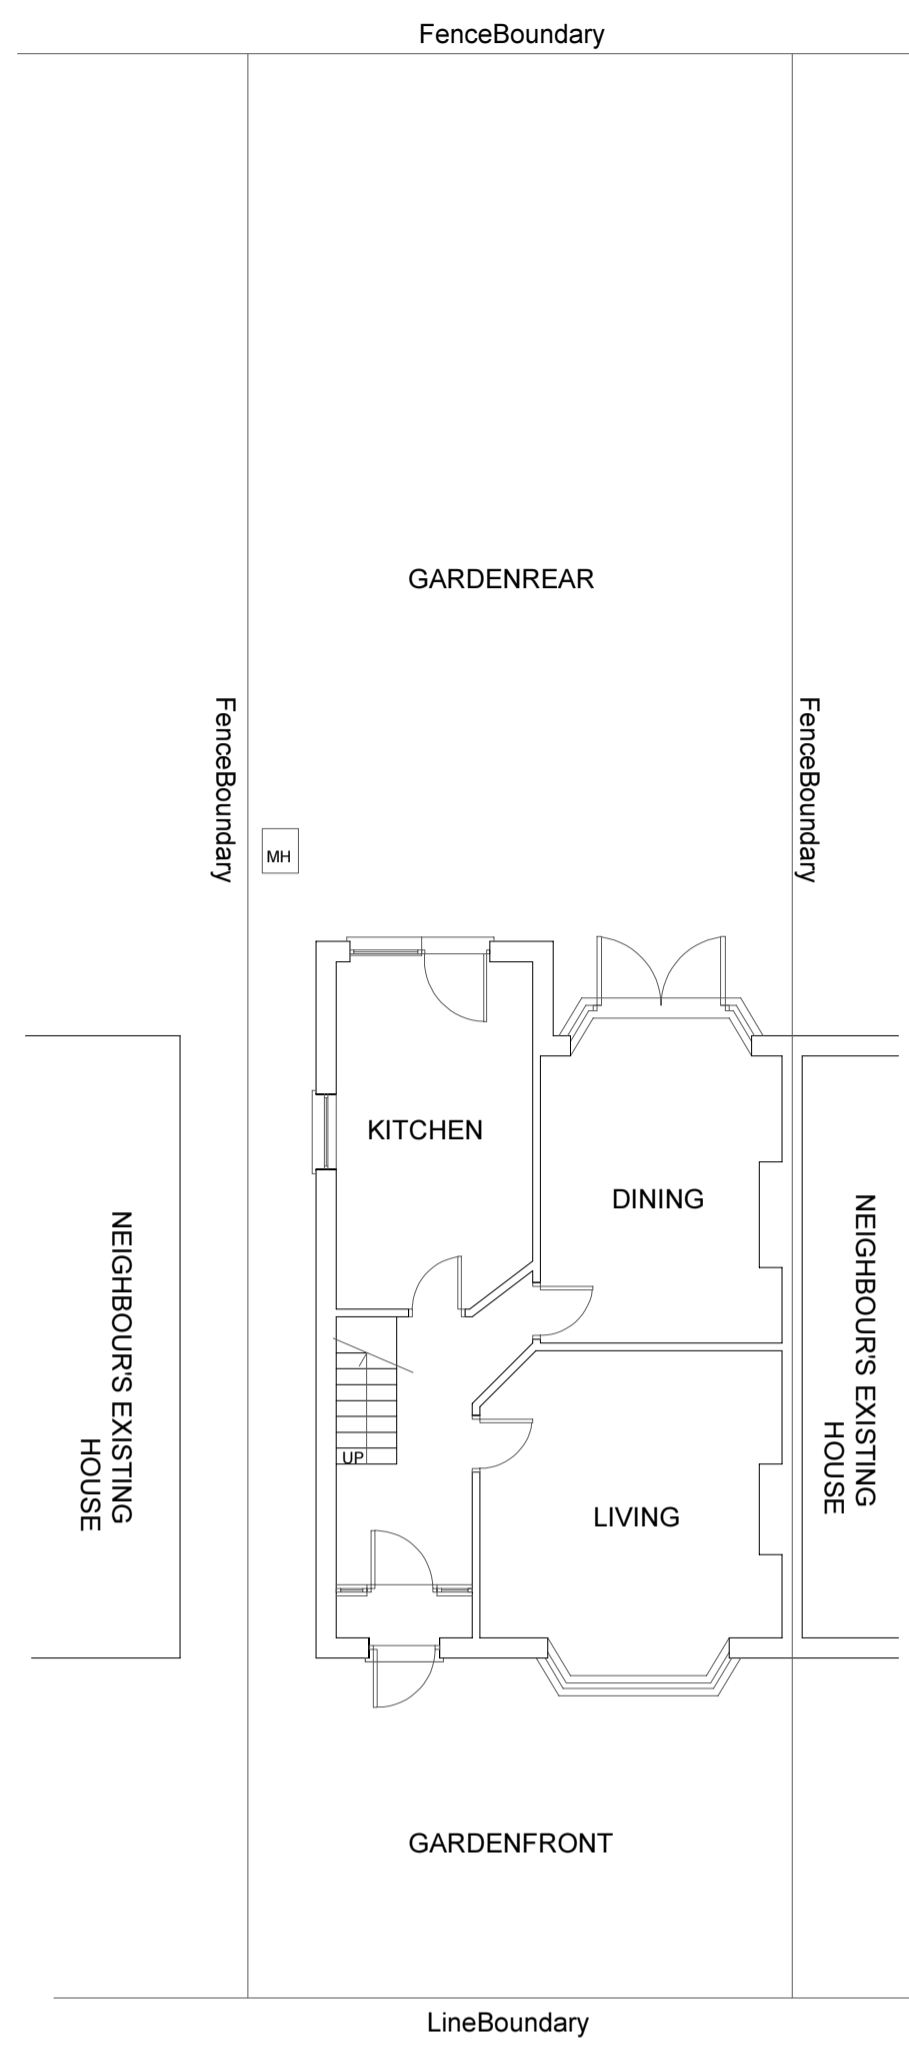 FenceBoundary
GARDENREAR
FenceBoundary
FenceBoundary
MH
KITCHEN
DINING
NEIGHBOUR'S EXISTING
HOUSE
NEIGHBOUR'S EXISTING
HOUSE
UP
LIVING
GARDENFRONT
LineBoundary